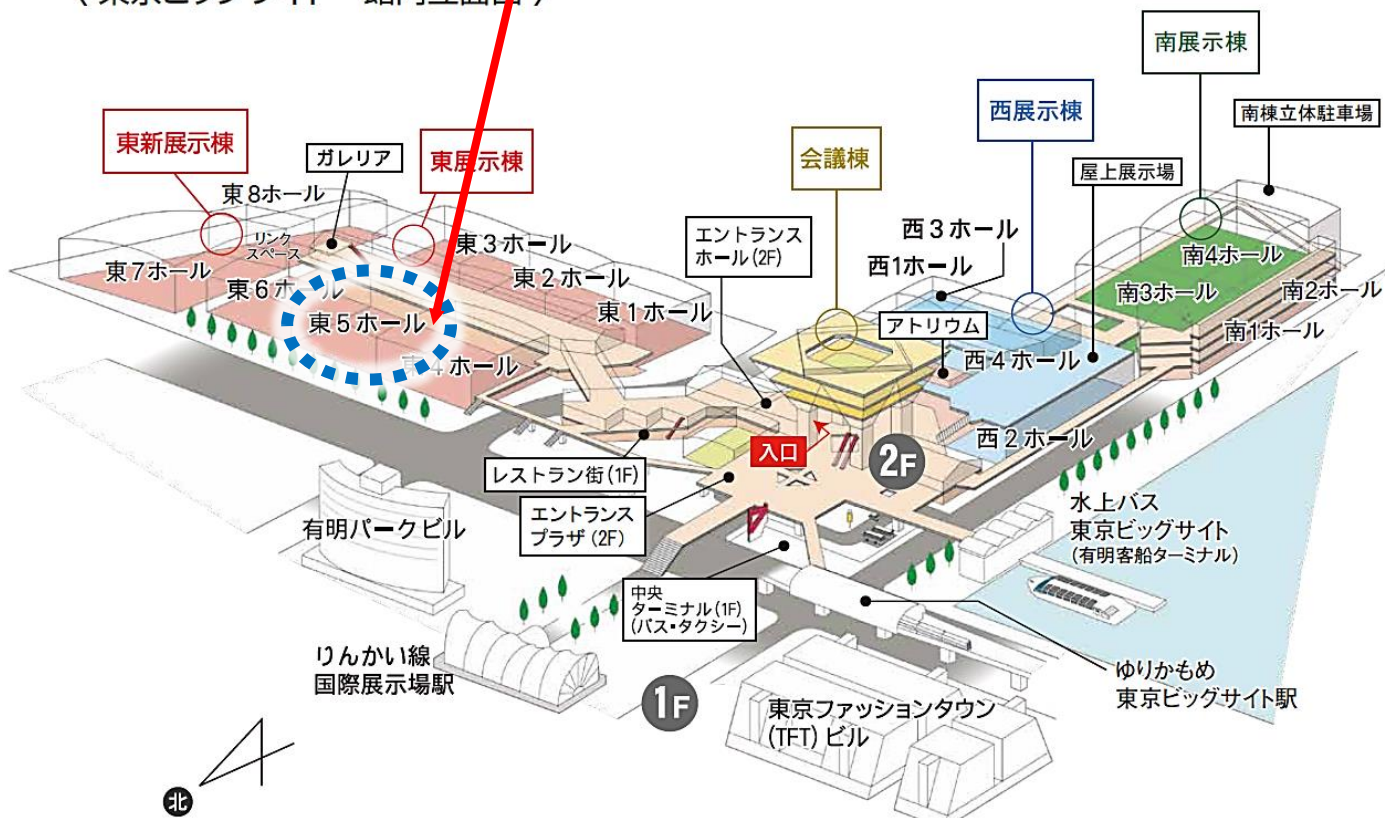 南展示棟
西展示棟
南棟立体駐車場
東新展示棟
ガレリア
東展示棟
会議棟
屋上展示場
東8ホール
リンク
スペース
東3ホール
エントランス
ホール(2F)
西3ホール
西1ホール
南4ホール
東7ホール
東6ホール
東2ホール
南3ホール
南2ホール
東5ホール
東1ホール
アトリウム
南1ホール
東4ホール
西4ホール
入口
2F
西2ホール
レストラン街(1F)
有明パークビル
エントランス
プラザ(2F)
水上バス
東京ビッグサイト
(有明客船ターミナル)
中央
ターミナル(1F)
(バス・タクシー)
りんかい線
国際展示場駅
1F
東京ファッションタウン
(TFT)ビル
ゆりかもめ
東京ビッグサイト駅
北